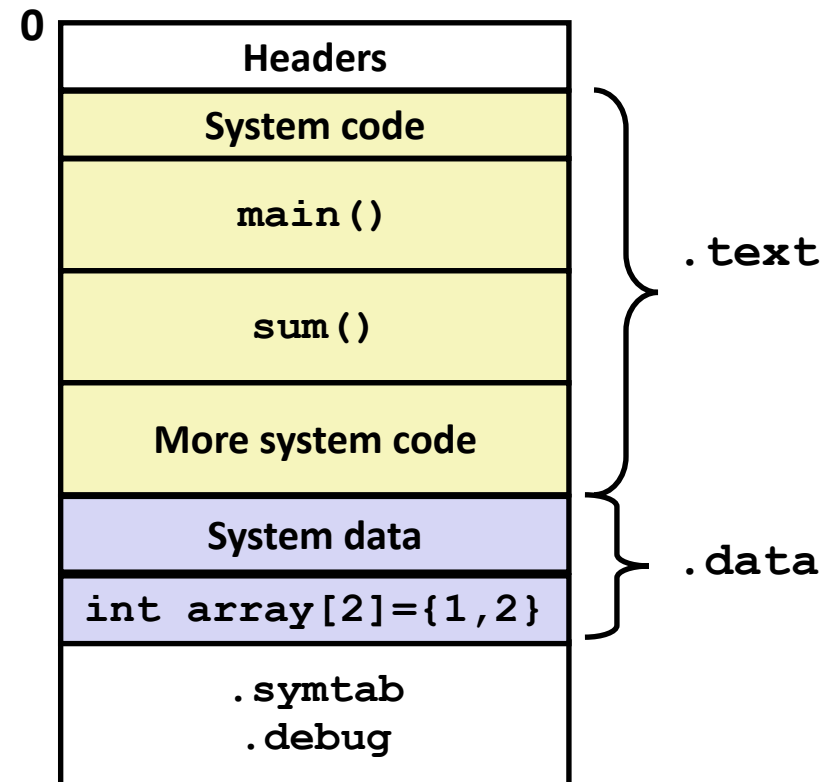 0
Headers
System code
main()
sum()
More system code
.text
System data
int array[2]={1,2}
.data
.symtab
.debug